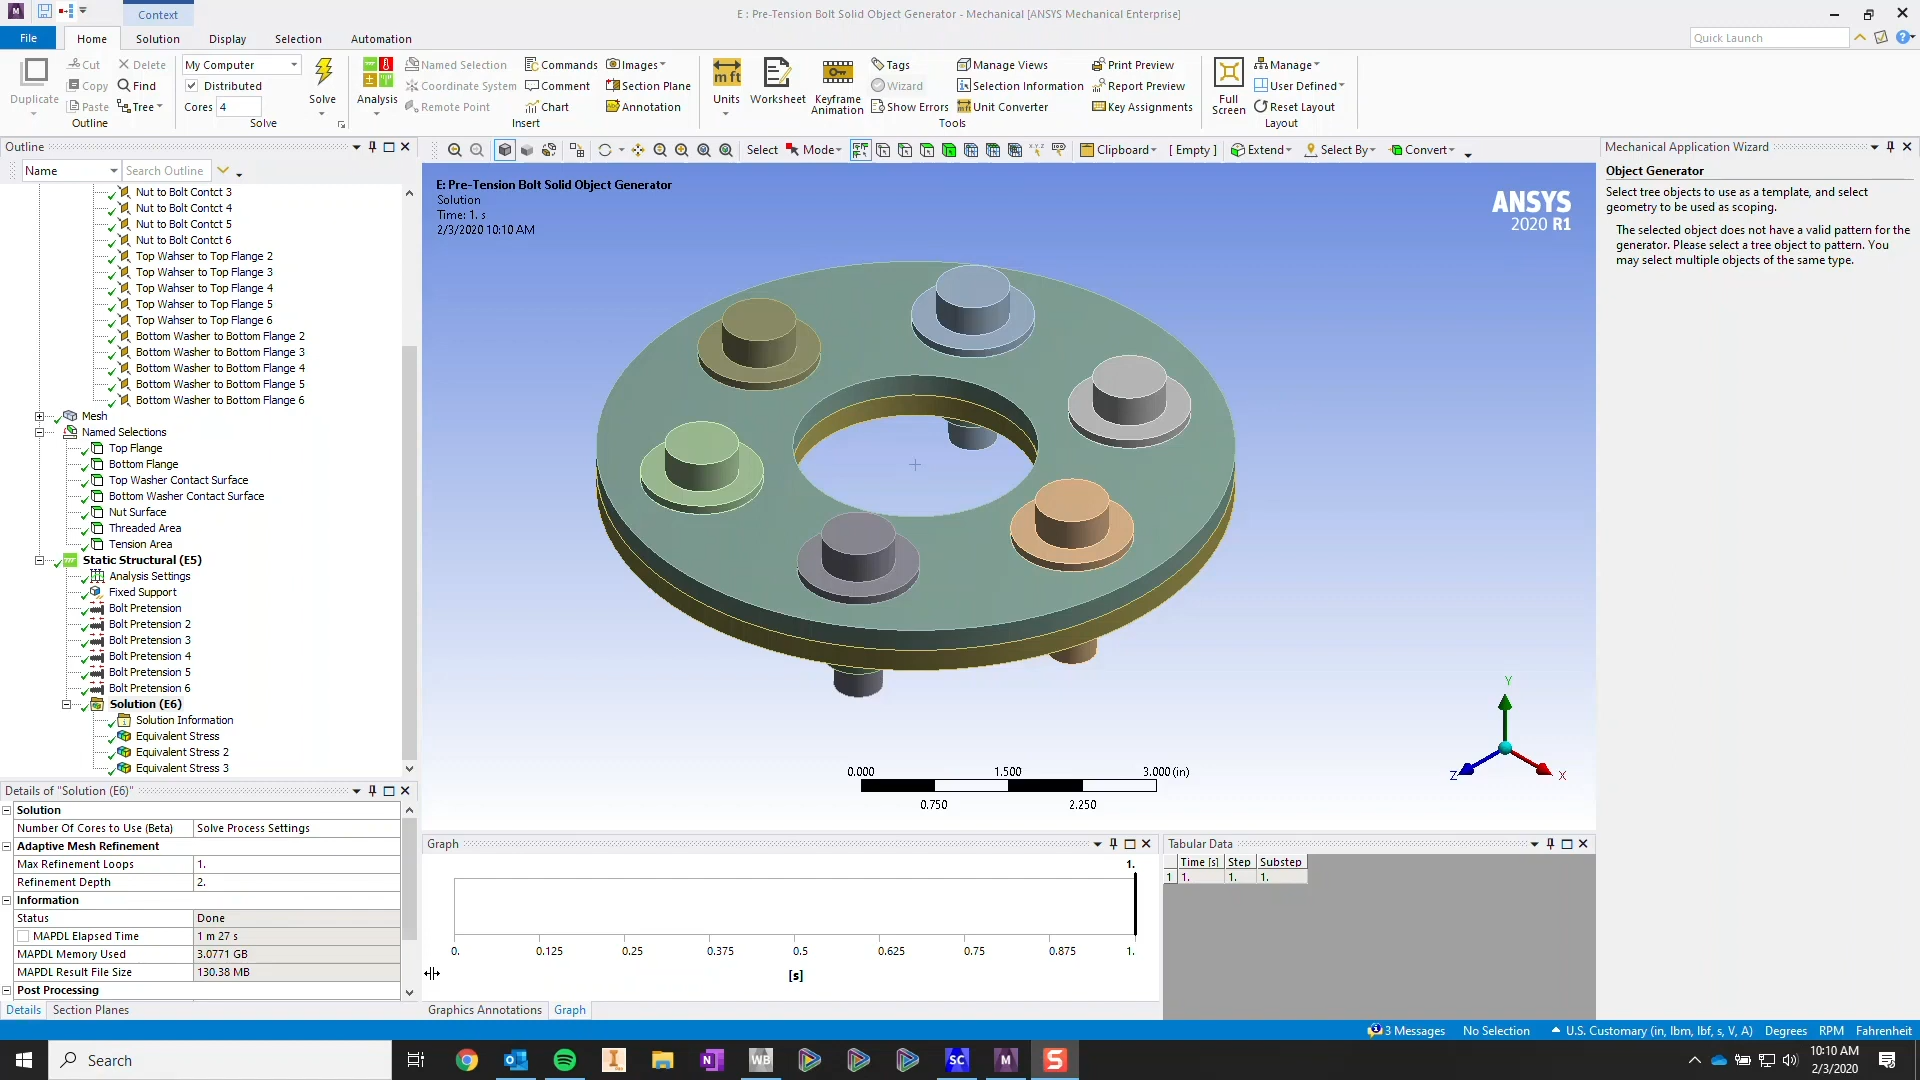 Context
E : Pre-Tension Bolt Solid Object Generator - Mechanical [ANSYS Mechanical Enterprise]
File
Home
Solution
Display
Selection
Automation
Quick Launch
Duplicate
Cut
Copy
Paste
Delete
Find
Tree
Outline
My Computer
Distributed
Cores 4
Solve
Solve
Analysis
Named Selection
Coordinate System
Remote Point
Commands
Comment
Chart
Images
Section Plane
Annotation
Insert
Units
Worksheet
Keyframe
Animation
Tags
Wizard
Show Errors
Manage Views
Selection Information
Unit Converter
Print Preview
Report Preview
Key Assignments
Tools
Full
Screen
Manage
User Defined
Reset Layout
Layout
Outline
Name
Search Outline
Nut to Bolt Contct 3
Nut to Bolt Contct 4
Nut to Bolt Contct 5
Nut to Bolt Contct 6
Top Wahser to Top Flange 2
Top Wahser to Top Flange 3
Top Wahser to Top Flange 4
Top Wahser to Top Flange 5
Top Wahser to Top Flange 6
Bottom Washer to Bottom Flange 2
Bottom Washer to Bottom Flange 3
Bottom Washer to Bottom Flange 4
Bottom Washer to Bottom Flange 5
Bottom Washer to Bottom Flange 6
Mesh
Named Selections
Top Flange
Bottom Flange
Top Washer Contact Surface
Bottom Washer Contact Surface
Nut Surface
Threaded Area
Tension Area
Static Structural (E5)
Analysis Settings
Fixed Support
Bolt Pretension
Bolt Pretension 2
Bolt Pretension 3
Bolt Pretension 4
Bolt Pretension 5
Bolt Pretension 6
Solution (E6)
Solution Information
Equivalent Stress
Equivalent Stress 2
Equivalent Stress 3
Details of "Solution (E6)"
Solution
Number Of Cores to Use (Beta) Solve Process Settings
Adaptive Mesh Refinement
Max Refinement Loops 1.
Refinement Depth 2.
Information
Status Done
MAPDL Elapsed Time 1 m 27 s
MAPDL Memory Used 3.0771 GB
MAPDL Result File Size 130.38 MB
Post Processing
Details
Section Planes
Select
Mode
Clipboard
[ Empty ]
Extend
Select By
Convert
E: Pre-Tension Bolt Solid Object Generator
Solution
Time: 1. s
2/3/2020 10:10 AM
ANSYS
2020 R1
Y
Z
X
0.000 1.500 3.000 (in)
0.750 2.250
Graph
1.
0. 0.125 0.25 0.375 0.5 0.625 0.75 0.875 1.
[s]
Graphics Annotations
Graph
Tabular Data
Time [s] Step Substep
1 1. 1. 1.
Mechanical Application Wizard
Object Generator
Select tree objects to use as a template, and select
geometry to be used as scoping.
The selected object does not have a valid pattern for the
generator. Please select a tree object to pattern. You
may select multiple objects of the same type.
3 Messages
No Selection
U.S. Customary (in, lbm, lbf, s, V, A)
Degrees
RPM
Fahrenheit
Search
WB
SC
M
S
10:10 AM
2/3/2020